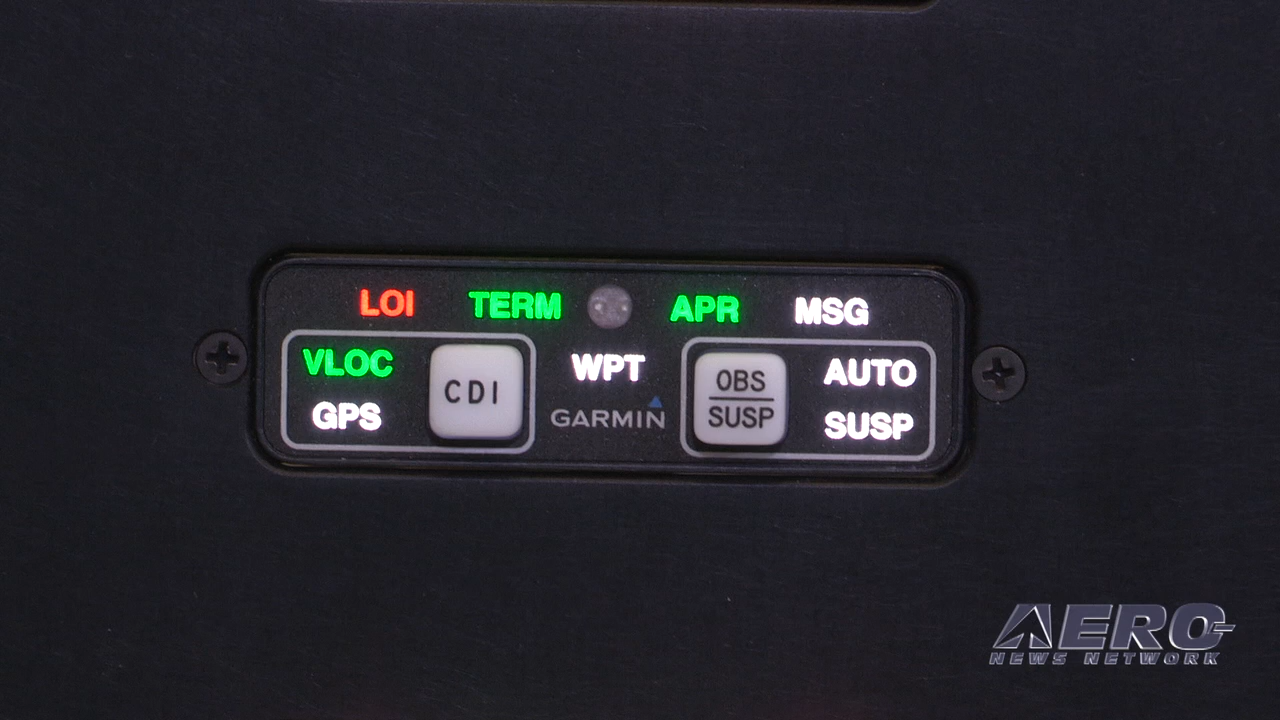 LOI TERM APR MSG
VLOC
GPS
CDI
WPT
GARMIN
OBS
SUSP
AUTO
SUSP
AERO
NEWS NETWORK